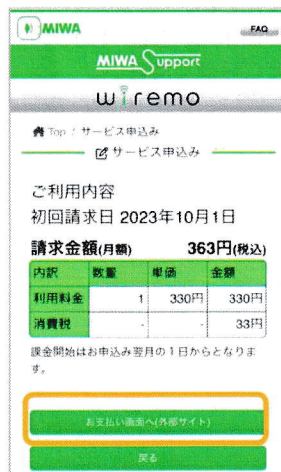 MIWA
FAQ
MIWA Support
wiremo
Top / サービス申込み
サービス申込み
ご利用内容
初回請求日 2023年10月1日
請求金額(月額) 363円(税込)
内訳 数量 単価 金額
利用料金 1 330円 330円
消費税 - - 33円
課金開始はお申込み翌月の1日からとなりま
す。
お支払い画面へ(外部サイト)
戻る